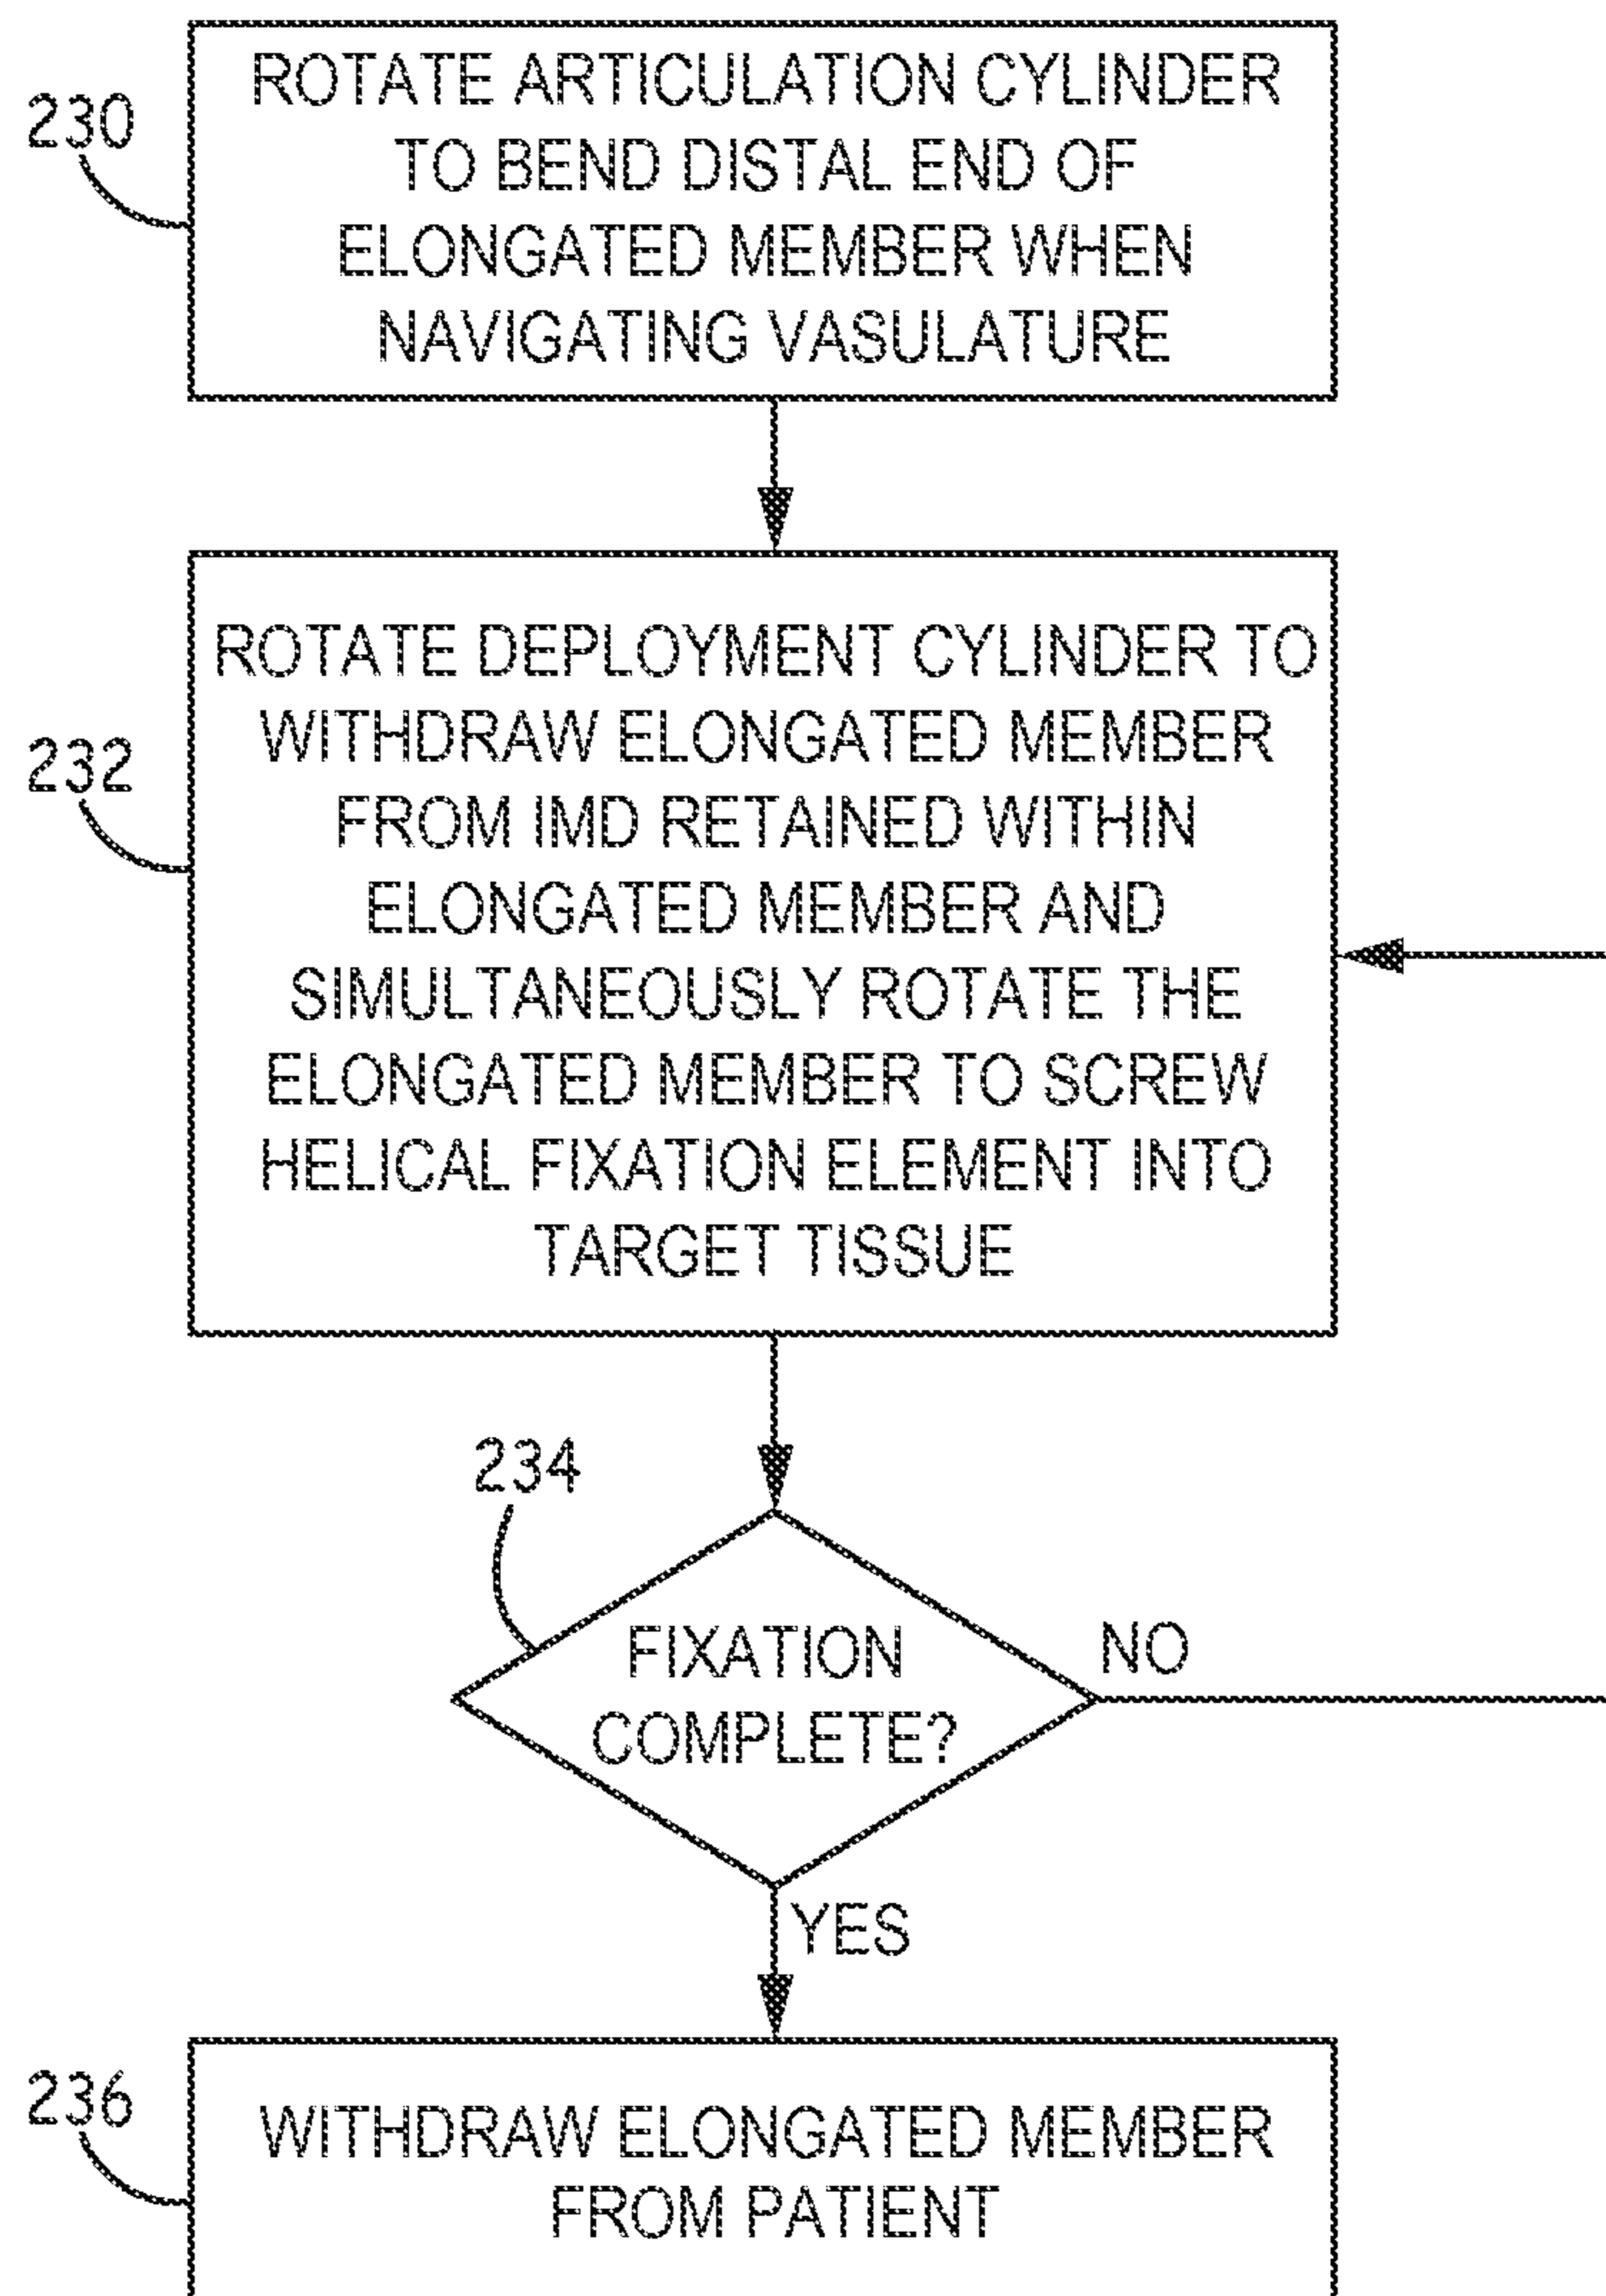 230
ROTATE ARTICULATION CYLINDER
TO BEND DISTAL END OF
ELONGATED MEMBER WHEN
NAVIGATING VASULATURE
232
ROTATE DEPLOYMENT CYLINDER TO
WITHDRAW ELONGATED MEMBER
FROM IMD RETAINED WITHIN
ELONGATED MEMBER AND
SIMULTANEOUSLY ROTATE THE
ELONGATED MEMBER TO SCREW
HELICAL FIXATION ELEMENT INTO
TARGET TISSUE
234
FIXATION
COMPLETE?
NO
YES
236
WITHDRAW ELONGATED MEMBER
FROM PATIENT